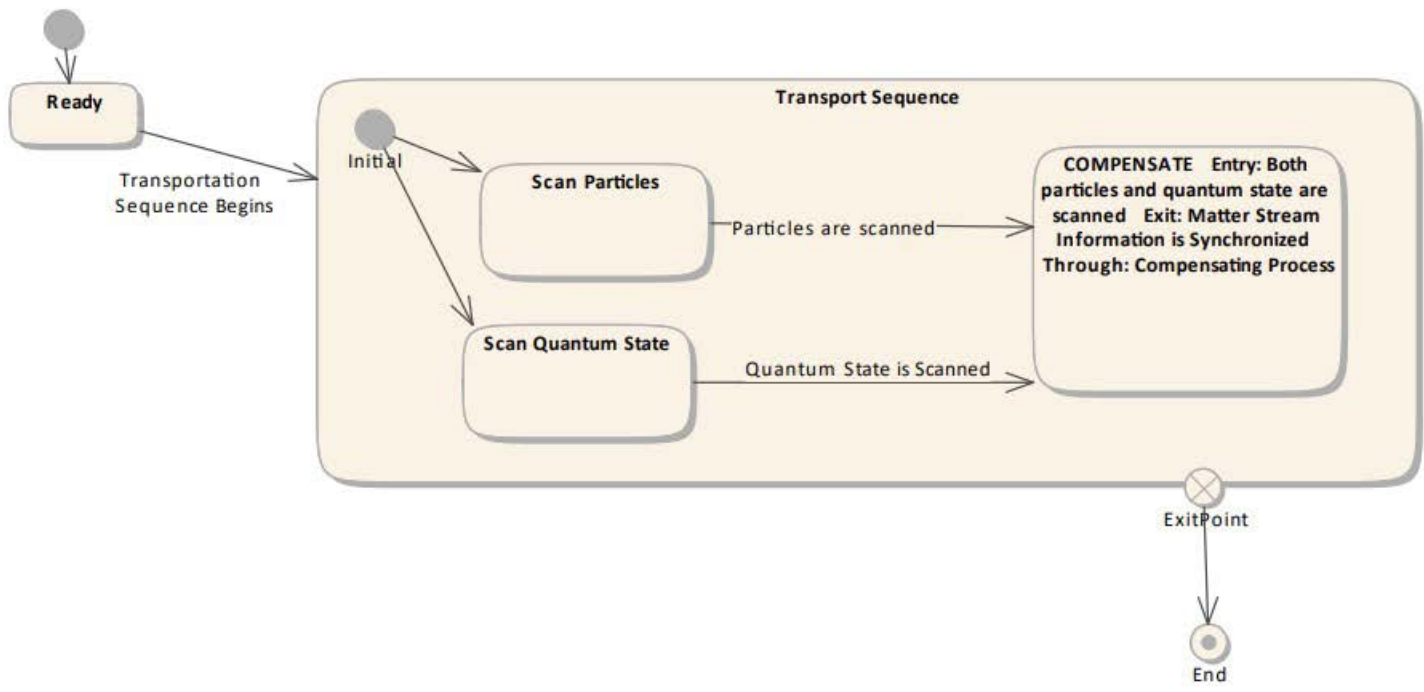 Ready
Transportation
Sequence Begins
Transport Sequence
Initial
Scan Particles
Particles are scanned
COMPENSATE Entry: Both
particles and quantum state are
scanned Exit: Matter Stream
Information is Synchronized
Through: Compensating Process
Scan Quantum State
Quantum State is Scanned
ExitPoint
End